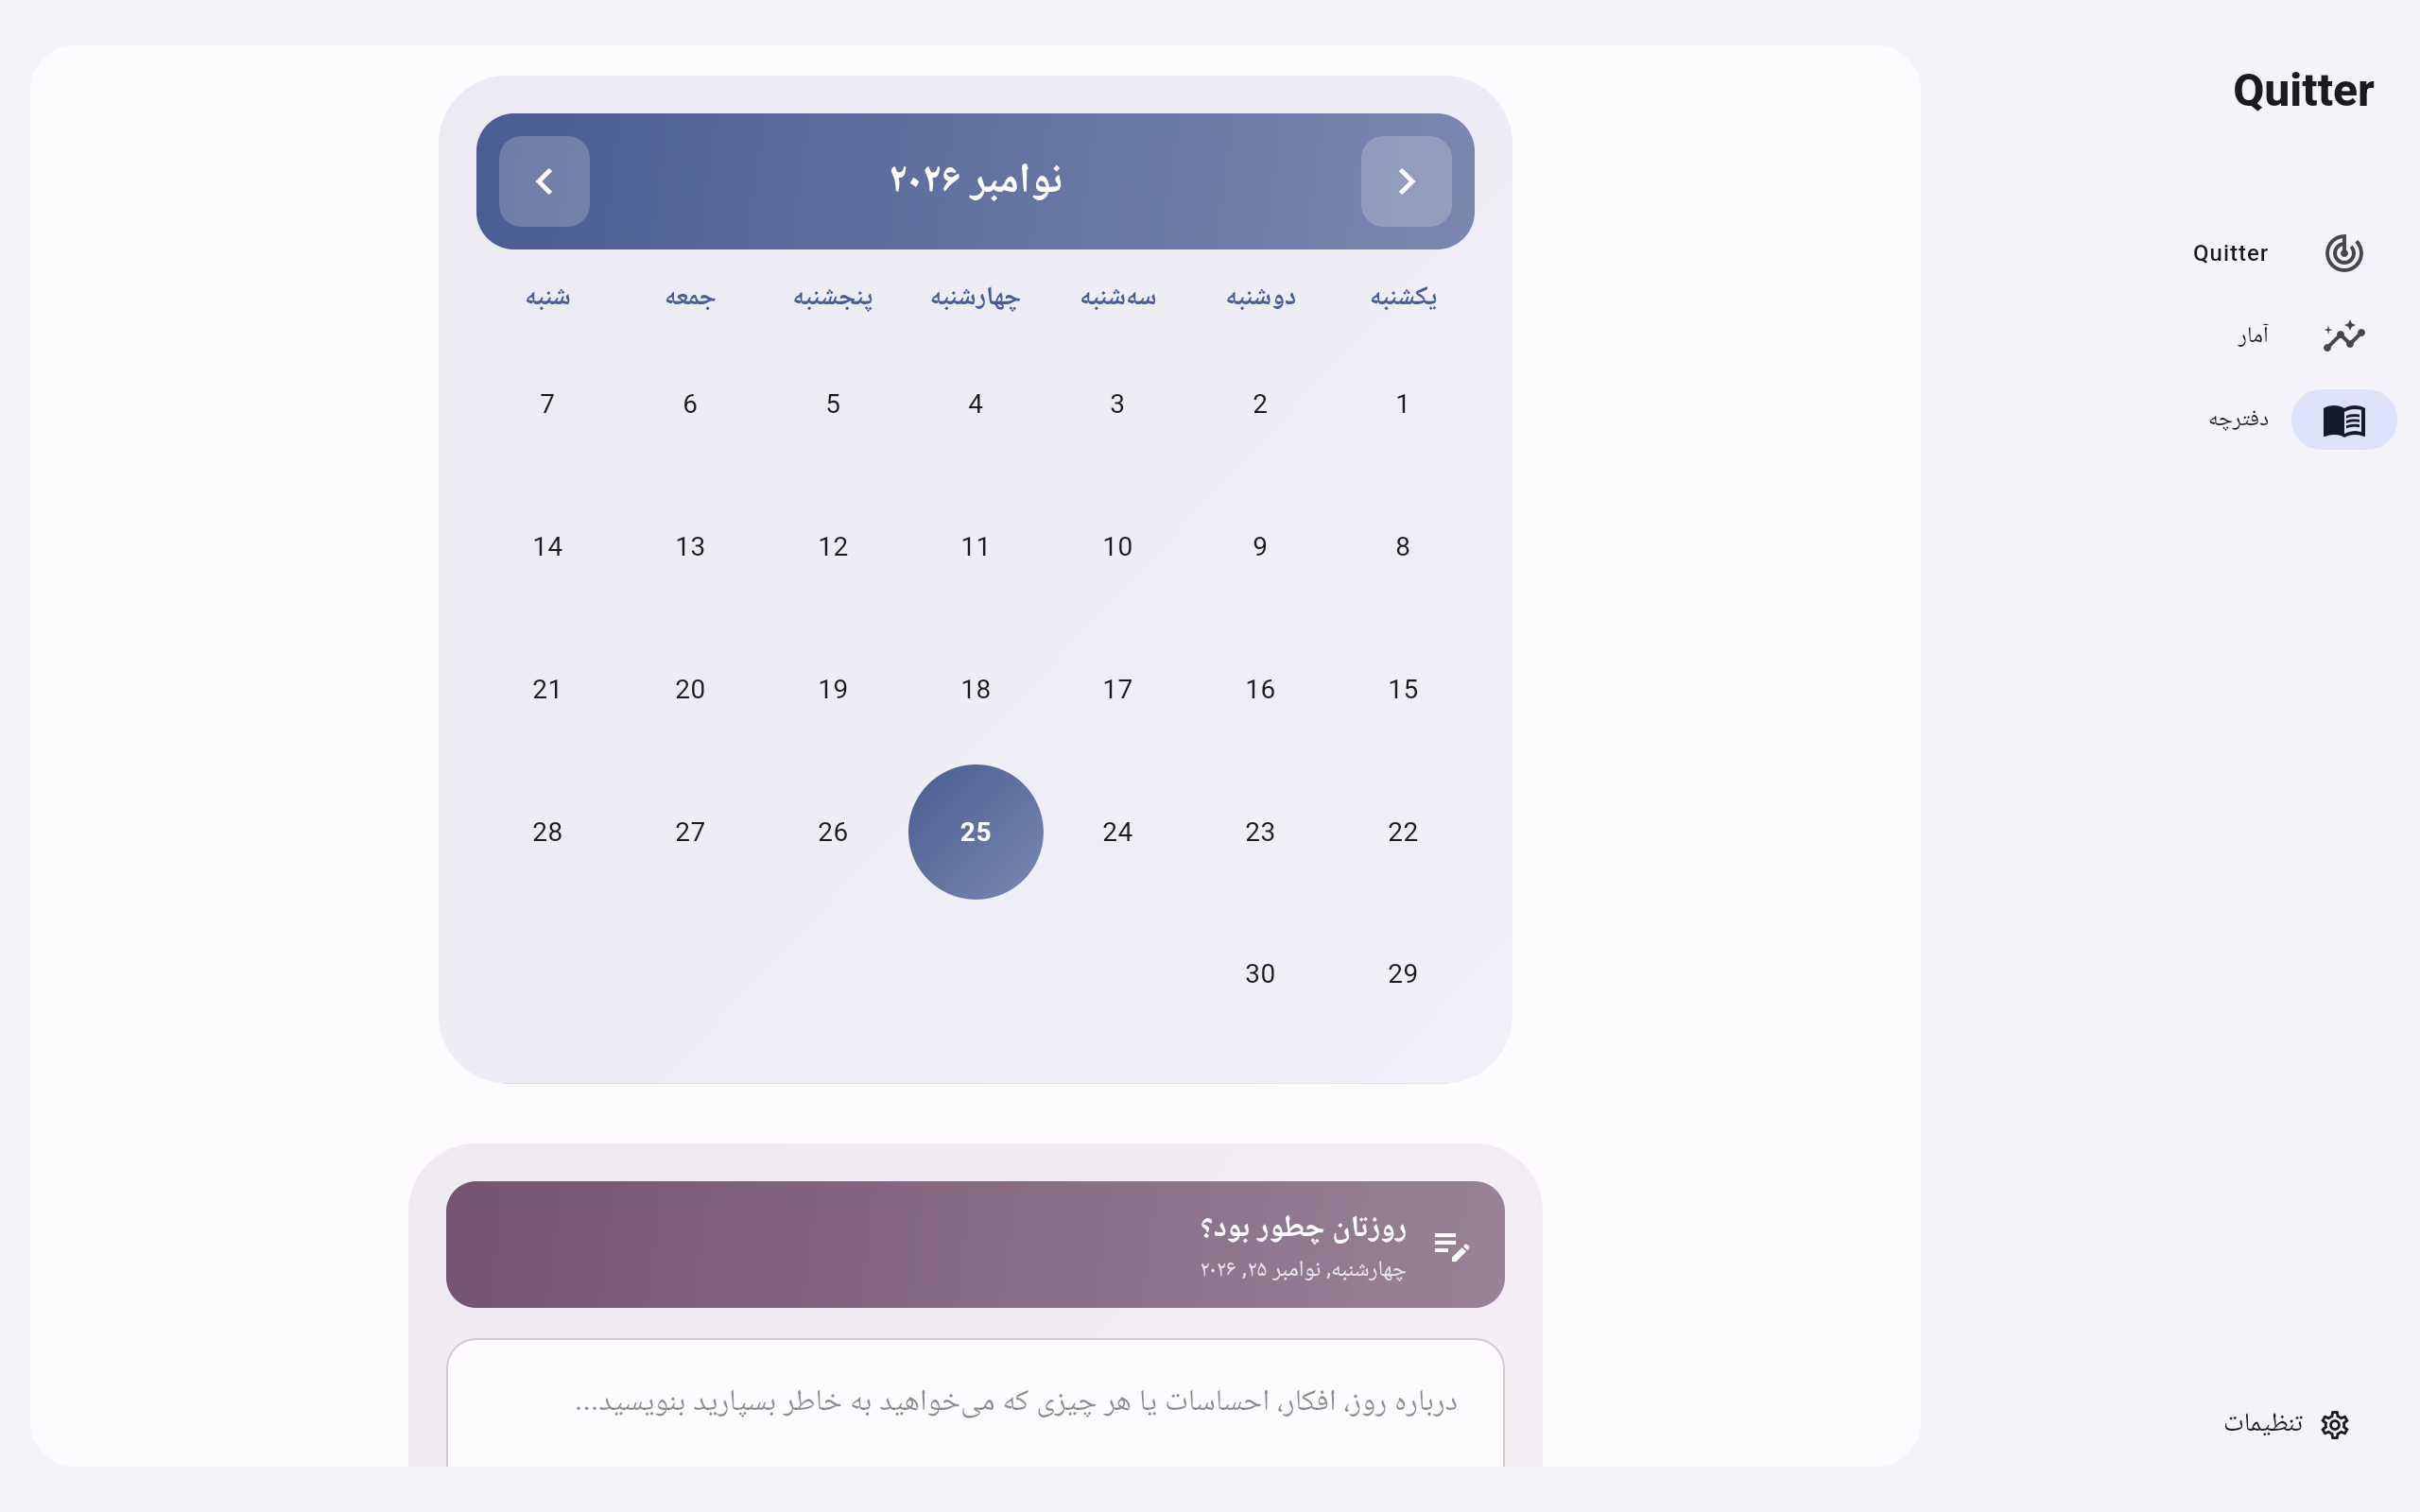 Quitter
Quitter
آمار
دفترچه
تنظیمات
نوامبر ۲۰۲۶
یکشنبه دوشنبه سه‌شنبه چهارشنبه پنجشنبه جمعه شنبه
1 2 3 4 5 6 7
8 9 10 11 12 13 14
15 16 17 18 19 20 21
22 23 24 25 26 27 28
29 30
روزتان چطور بود؟
چهارشنبه, نوامبر ۲۵, ۲۰۲۶
درباره روز، افکار، احساسات یا هر چیزی که می‌خواهید به خاطر بسپارید بنویسید...